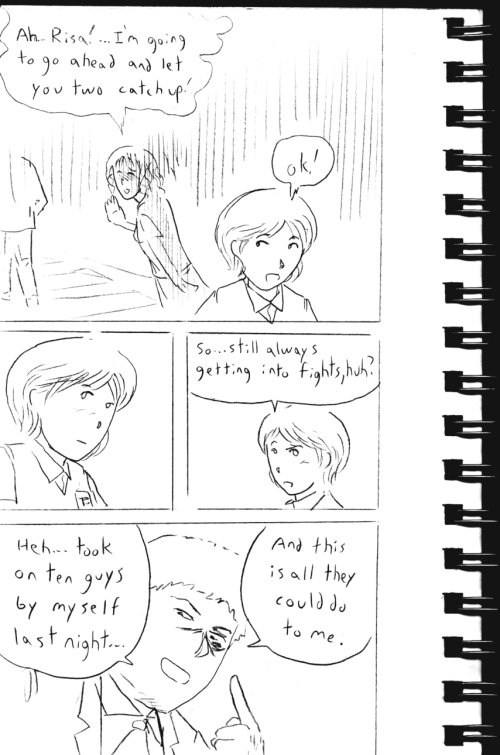 Ah... Risa!...I'm going
to go ahead and let
you two catch up!
ok!
So...still always
getting into fights,huh?
Heh... took
on ten guys
by myself
last night...
And this
is all they
could do
to me.